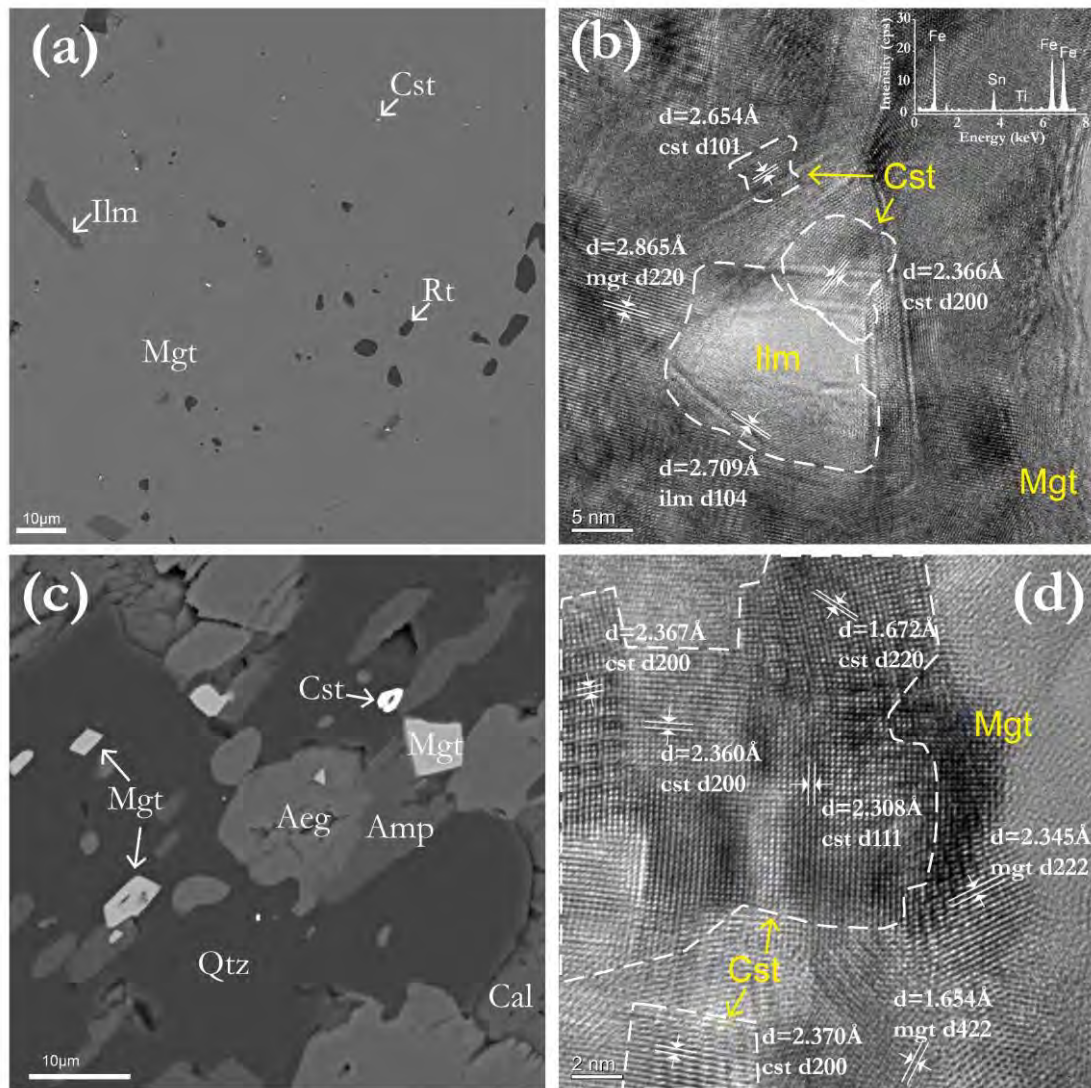 (a)
Cst
Ilm
Rt
Mgt
10μm
(b)
30
20
10
0
Intensity (cps)
Fe
Sn
Ti
Fe
Fe
0 2 4 6 8
Energy (keV)
d=2.654Å
cst d101
Cst
d=2.865Å
mgt d220
d=2.366Å
cst d200
Ilm
d=2.709Å
ilm d104
Mgt
5 nm
(c)
Cst
Mgt
Mgt
Aeg
Amp
Qtz
Cal
10μm
(d)
d=2.367Å
cst d200
d=1.672Å
cst d220
Mgt
d=2.360Å
cst d200
d=2.308Å
cst d111
d=2.345Å
mgt d222
Cst
d=1.654Å
mgt d422
d=2.370Å
cst d200
2 nm